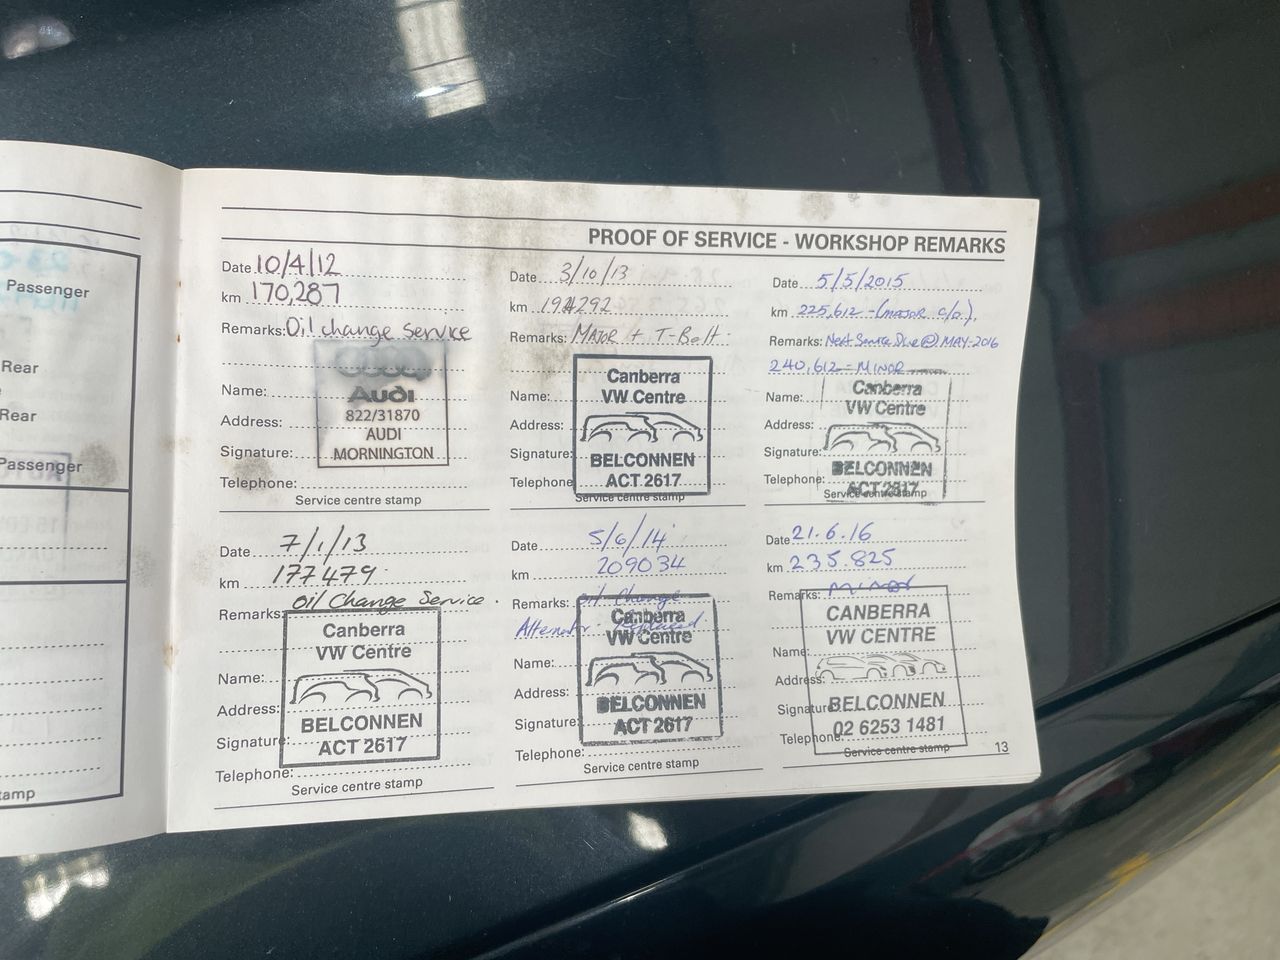 Passenger
Rear
Rear
Passenger
PROOF OF SERVICE - WORKSHOP REMARKS
Date 10/4/12
km 170,287
Remarks: Oil change service
Name:
Address:
Signature:
Telephone:
Audi
822/31870
AUDI
MORNINGTON
Service centre stamp
Date 7/1/13
km 177479
Remarks: Oil Change Service.
Name:
Address:
Signature:
Telephone:
Canberra
VW Centre
BELCONNEN
ACT 2617
Service centre stamp
Date 3/10/13
km 194292
Remarks: MAJOR + T-Belt.
Name:
Address:
Signature:
Telephone
Canberra
VW Centre
BELCONNEN
ACT 2617
Service centre stamp
Date 5/6/14
km 209034
Remarks: oil Change
Replaced
Name:
Address:
Signature:
Telephone:
Canberra
VW Centre
BELCONNEN
ACT 2617
Service centre stamp
Date 5/5/2015
km 225,612 - (MAJOR C/O).
Remarks: Next Service Due @ MAY-2016
240,612 - MINOR
Name:
Address:
Signature:
Telephone:
Canberra
VW Centre
BELCONNEN
ACT 2617
Service centre stamp
Date 21.6.16
km 235.825
Remarks: MINOR
Name:
Address:
Signature
Telephone:
CANBERRA
VW CENTRE
BELCONNEN
02 6253 1481
Service centre stamp
13